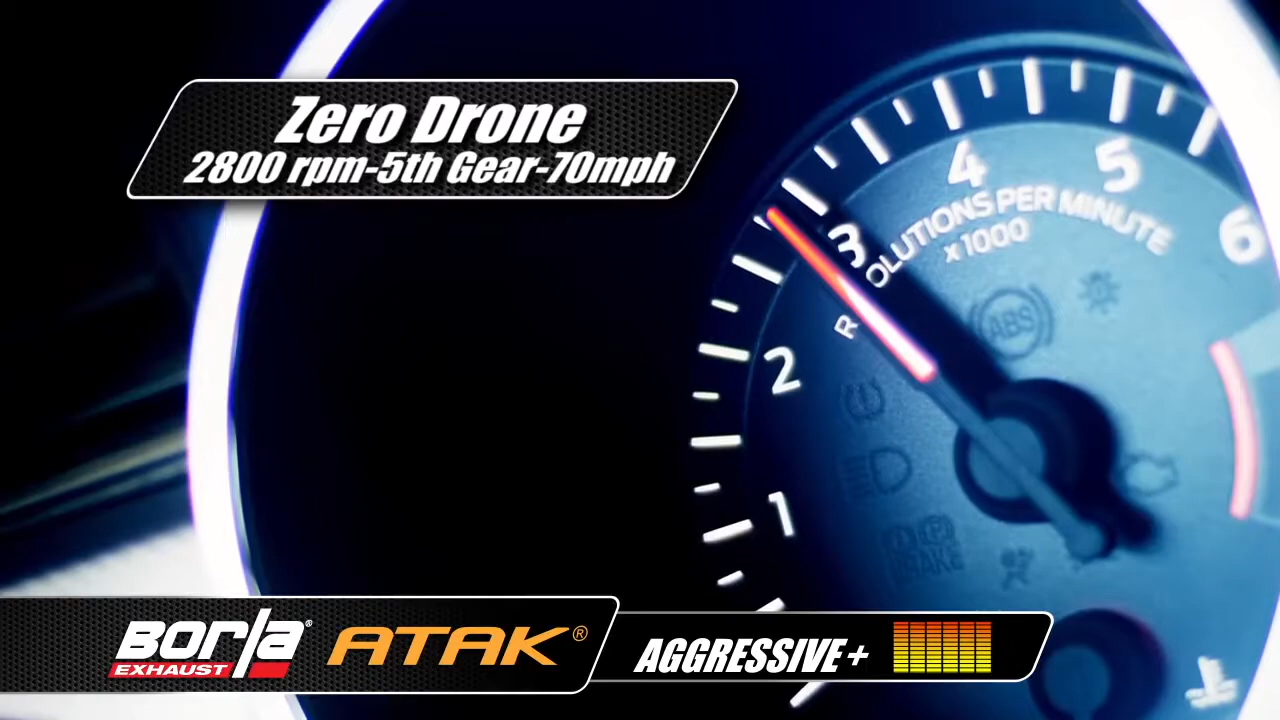 Zero Drone
2800 rpm-5th Gear-70mph
4
5
3
OLUTIONS PER MINUTE
x1000
6
ABS
R
2
1
BRAKE
BORLA®
EXHAUST
ATAK®
AGGRESSIVE+